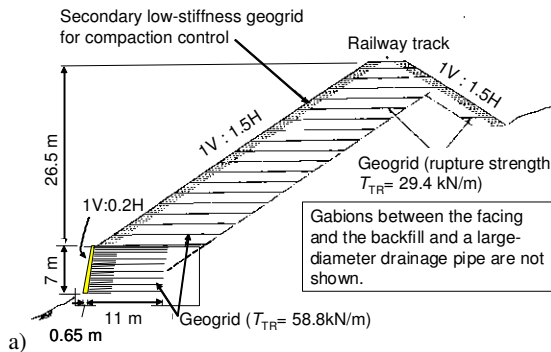 Secondary low-stiffness geogrid
for compaction control
Railway track
1V:1.5H
1V:1.5H
26.5 m
Geogrid (rupture strength
T_TR= 29.4 kN/m)
1V:0.2H
Gabions between the facing
and the backfill and a large-
diameter drainage pipe are not
shown.
7 m
11 m
Geogrid (T_TR= 58.8kN/m)
0.65 m
a)